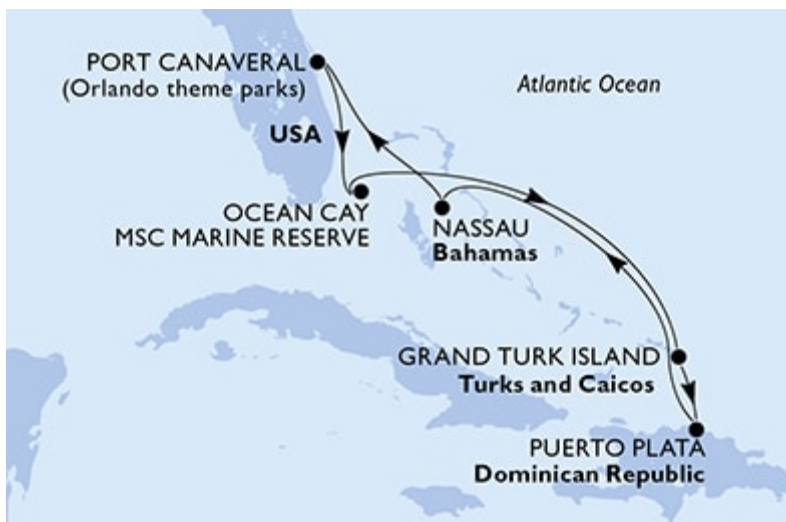 PORT CANAVERAL
(Orlando theme parks)
Atlantic Ocean
USA
OCEAN CAY
MSC MARINE RESERVE
NASSAU
Bahamas
GRAND TURK ISLAND
Turks and Caicos
PUERTO PLATA
Dominican Republic